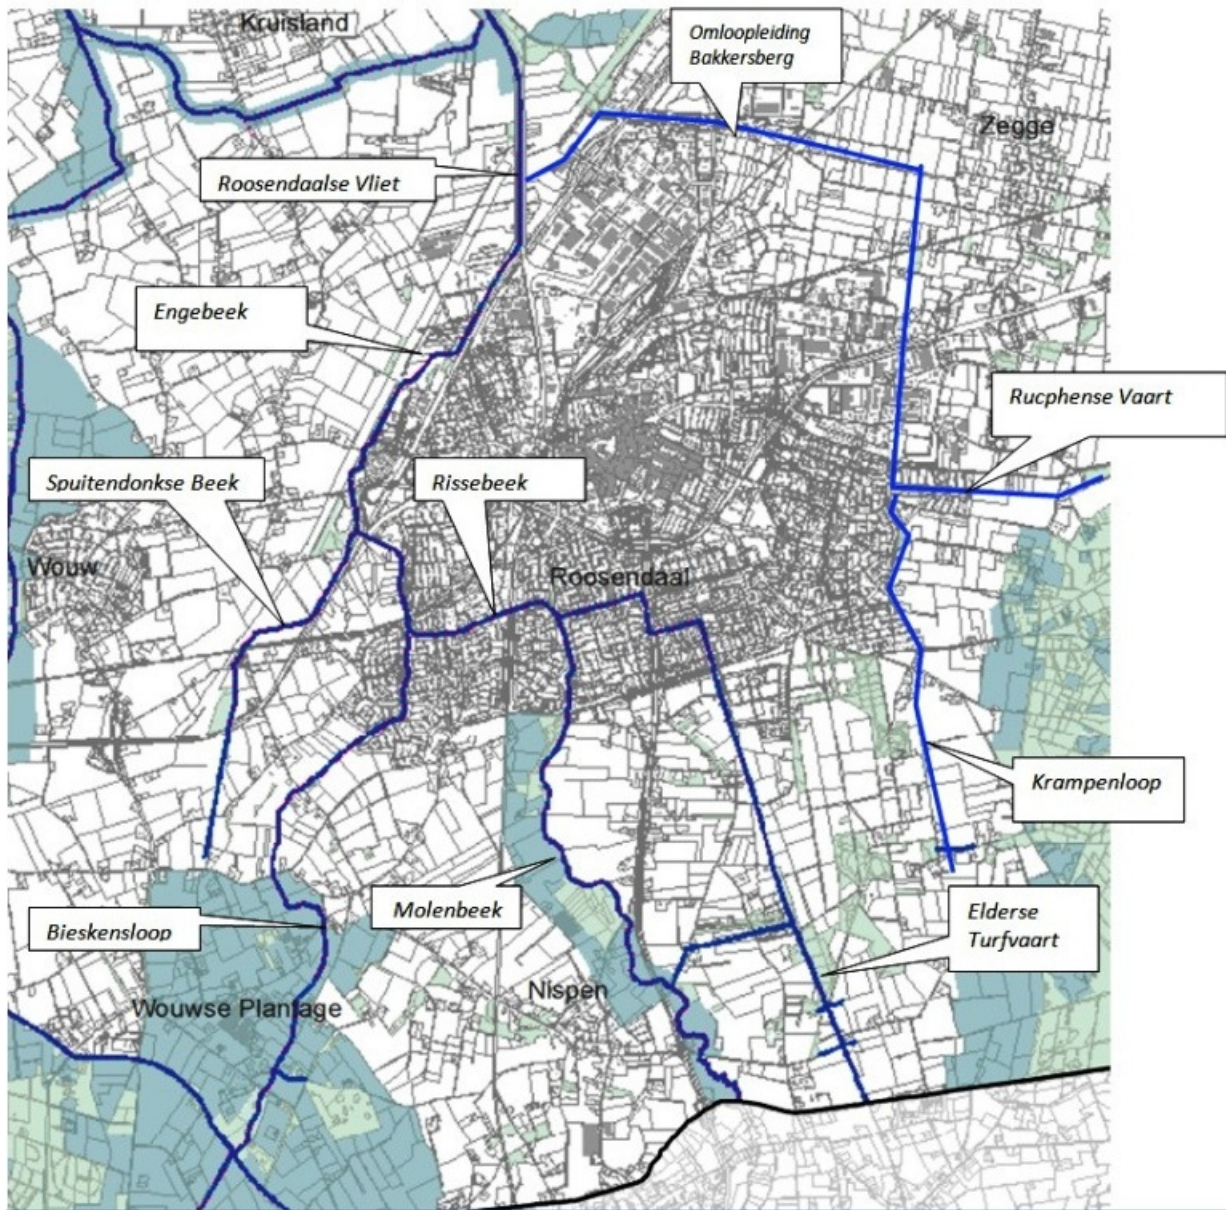 Kruisland
Omloopleiding
Bakkersberg
Zegge
Roosendaalse Vliet
Engebeek
Rucphense Vaart
Spuitendonkse Beek
Rissebeek
Wouw
Roosendaal
Krampenloop
Molenbeek
Elderse
Turfvaart
Bieskensloop
Nispen
Wouwse Plantage